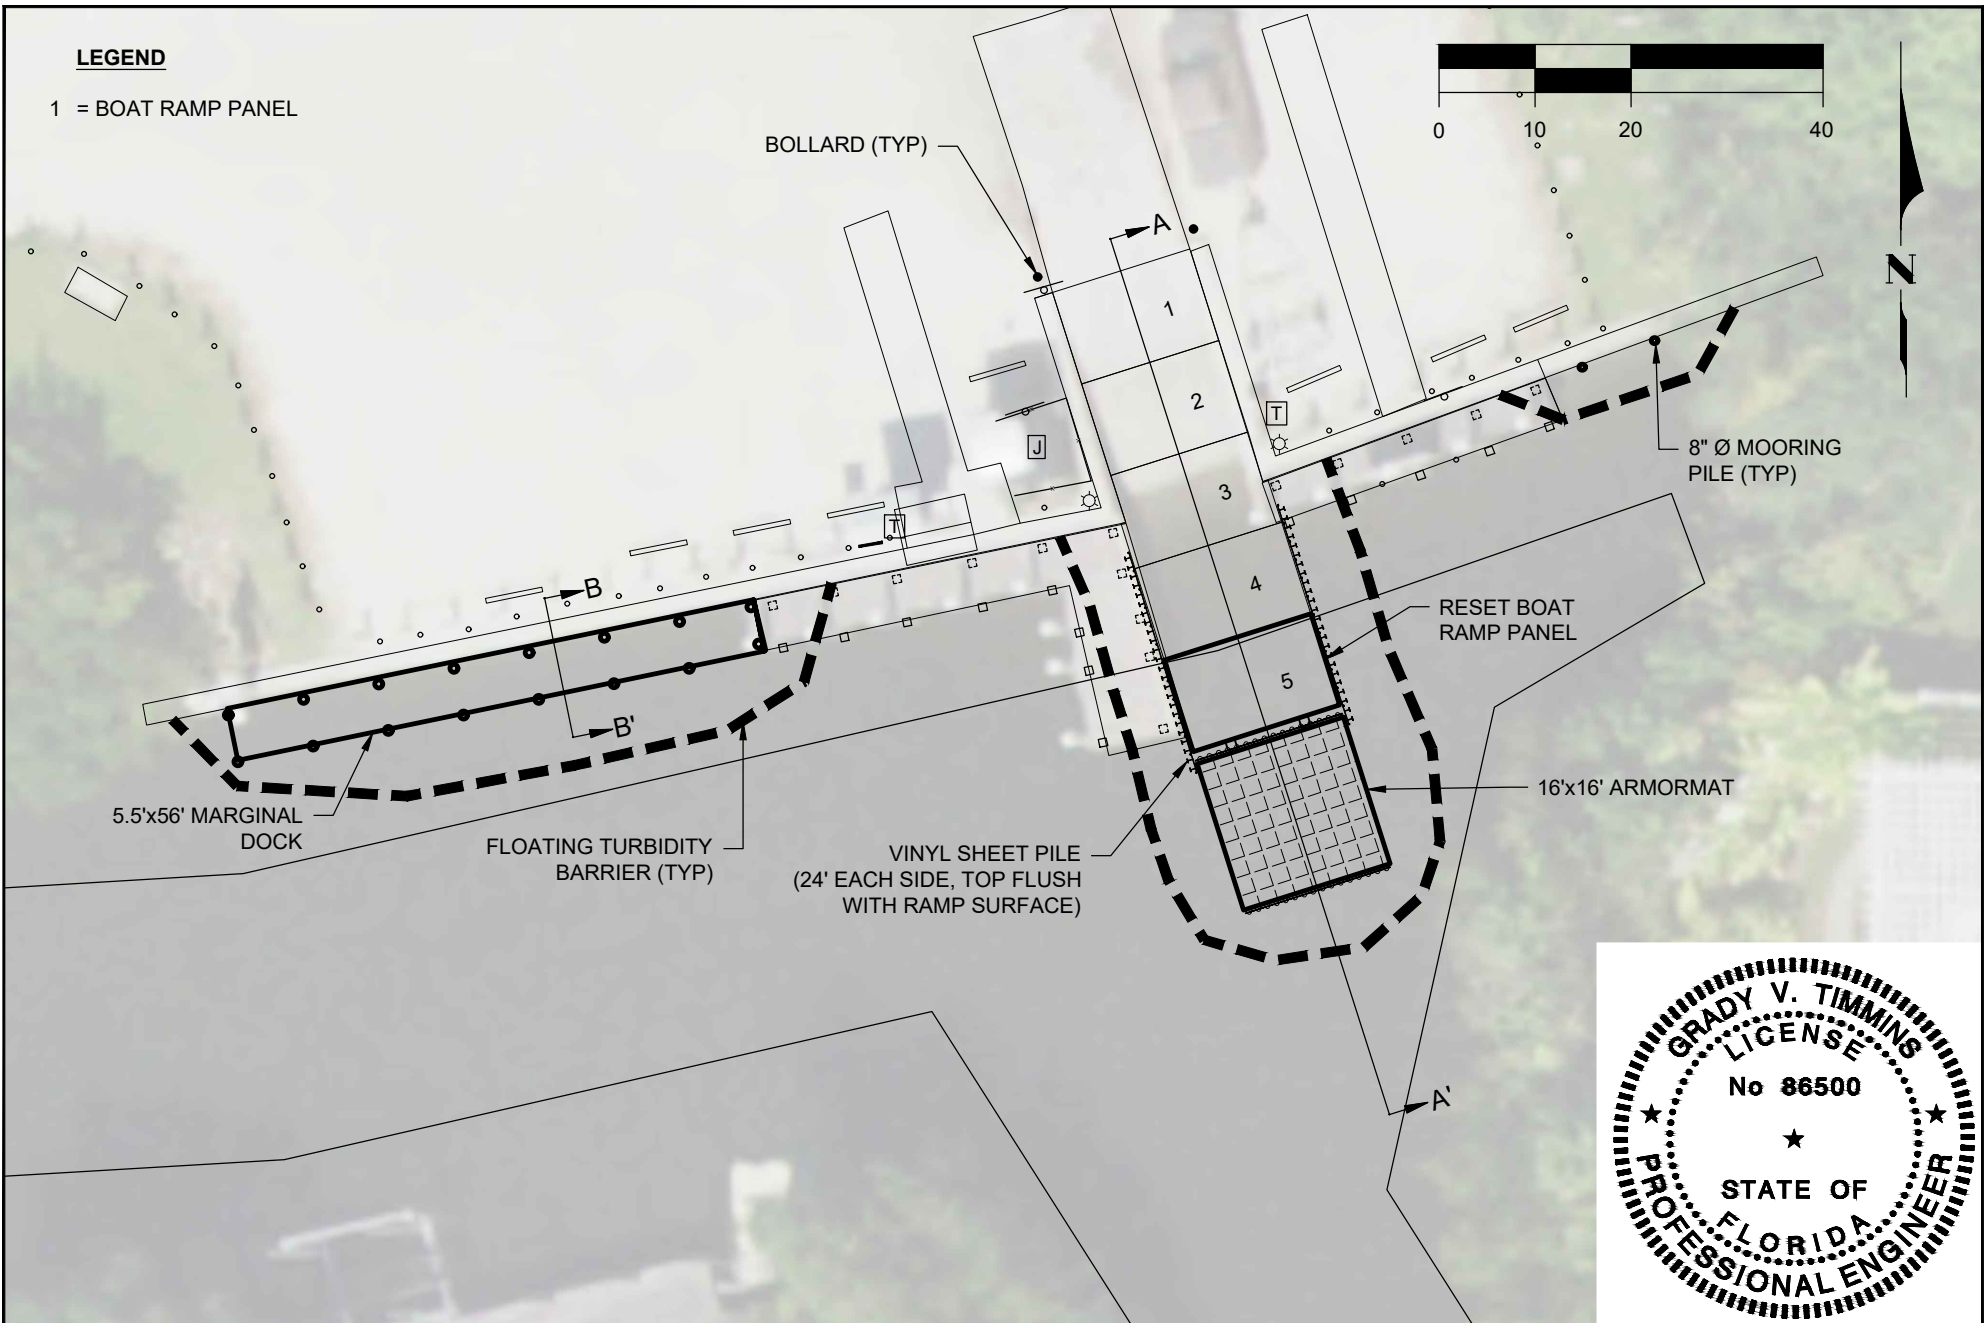 LEGEND
1 = BOAT RAMP PANEL
BOLLARD (TYP)
0 10 20 40
N
A
1
2
3
4
5
T
J
T
8" Ø MOORING
PILE (TYP)
B
B'
RESET BOAT
RAMP PANEL
16'x16' ARMORMAT
5.5'x56' MARGINAL
DOCK
FLOATING TURBIDITY
BARRIER (TYP)
VINYL SHEET PILE
(24' EACH SIDE, TOP FLUSH
WITH RAMP SURFACE)
A'
GRADY V. TIMMINS
LICENSE
No 86500
STATE OF
FLORIDA
PROFESSIONAL ENGINEER